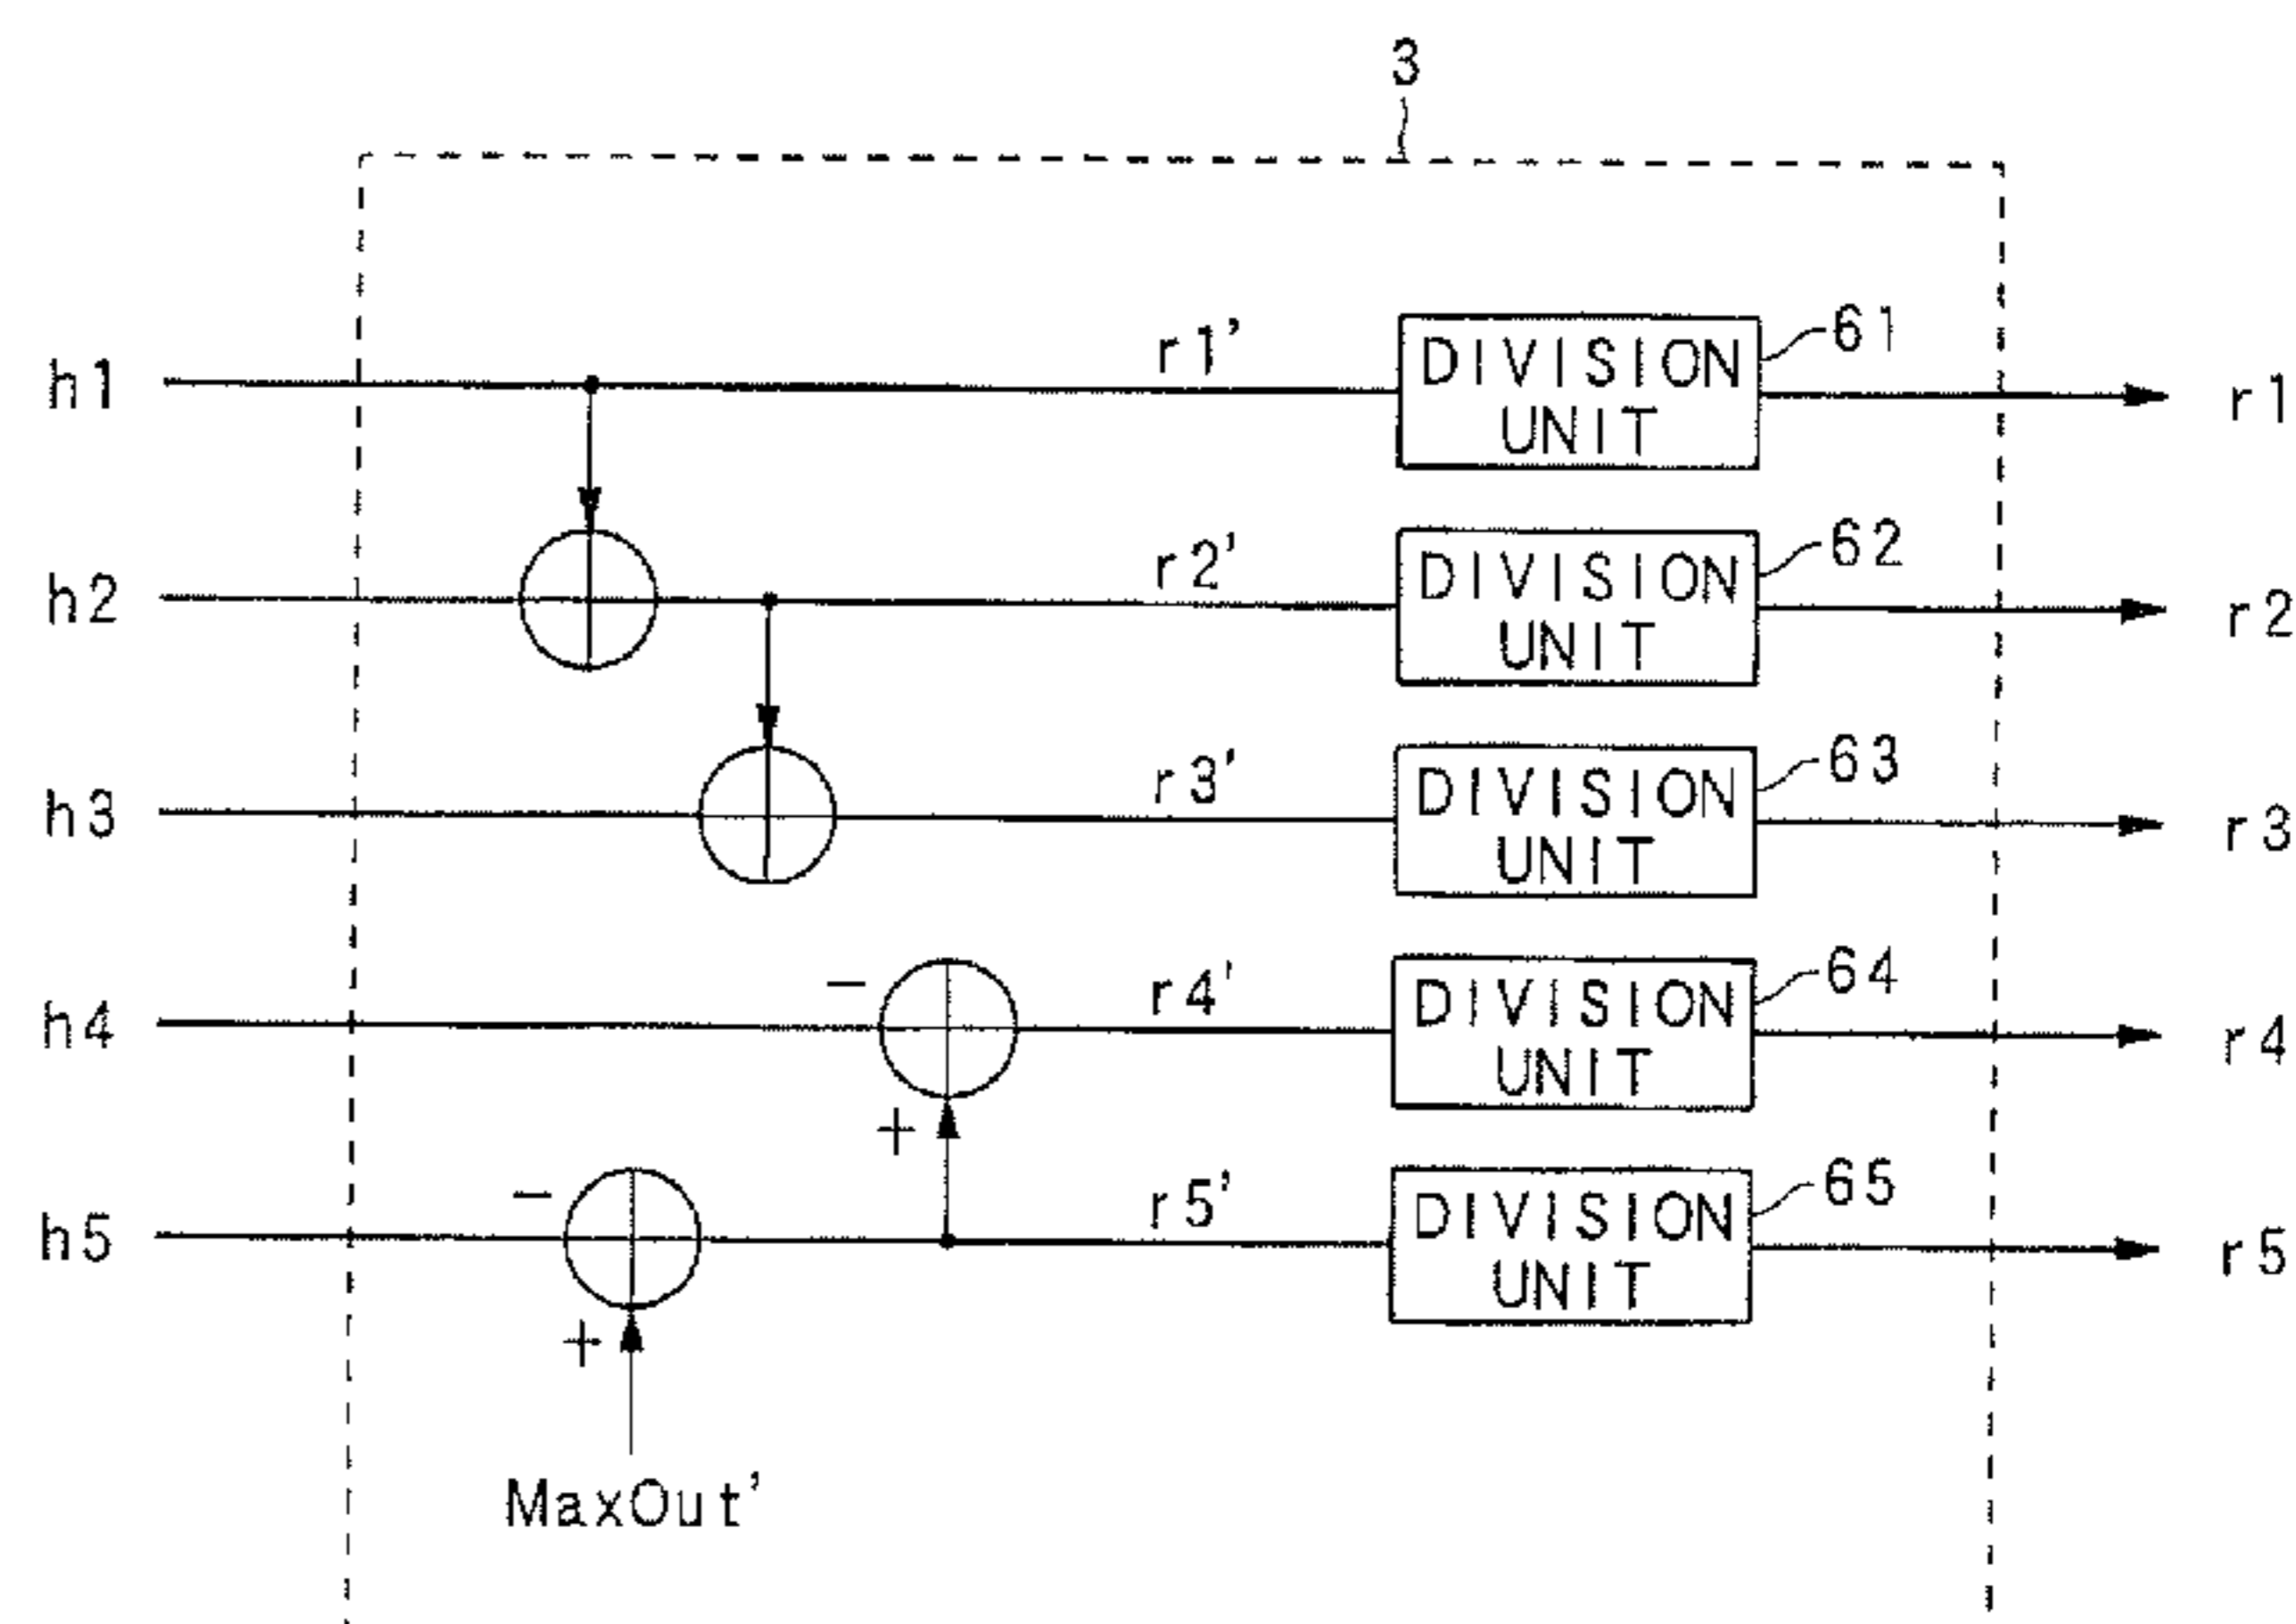 3
h1
r1'
DIVISION
UNIT
61
r1
h2
r2'
DIVISION
UNIT
62
r2
h3
r3'
DIVISION
UNIT
63
r3
h4
−
r4'
DIVISION
UNIT
64
r4
+
h5
−
r5'
DIVISION
UNIT
65
r5
+
MaxOut'